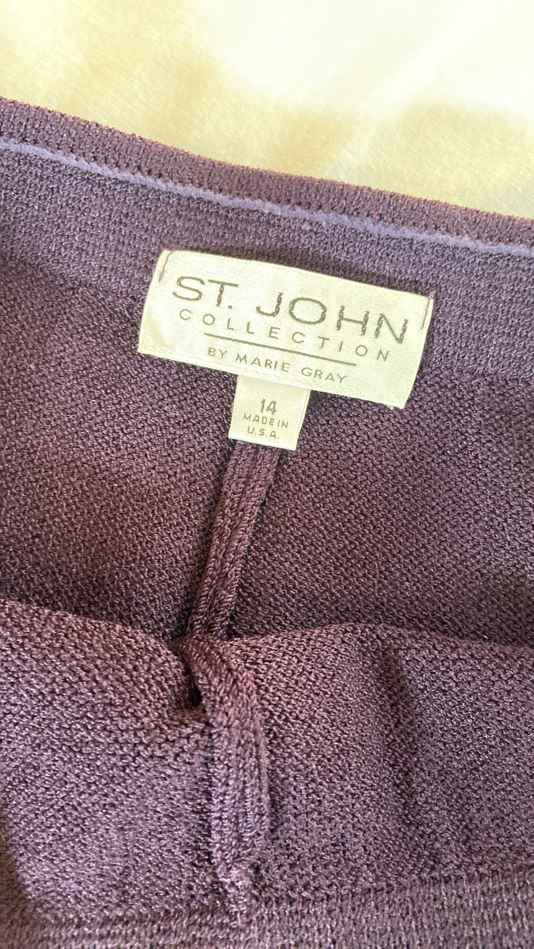 ST. JOHN
COLLECTION
BY MARIE GRAY
14
MADE IN
U.S.A.